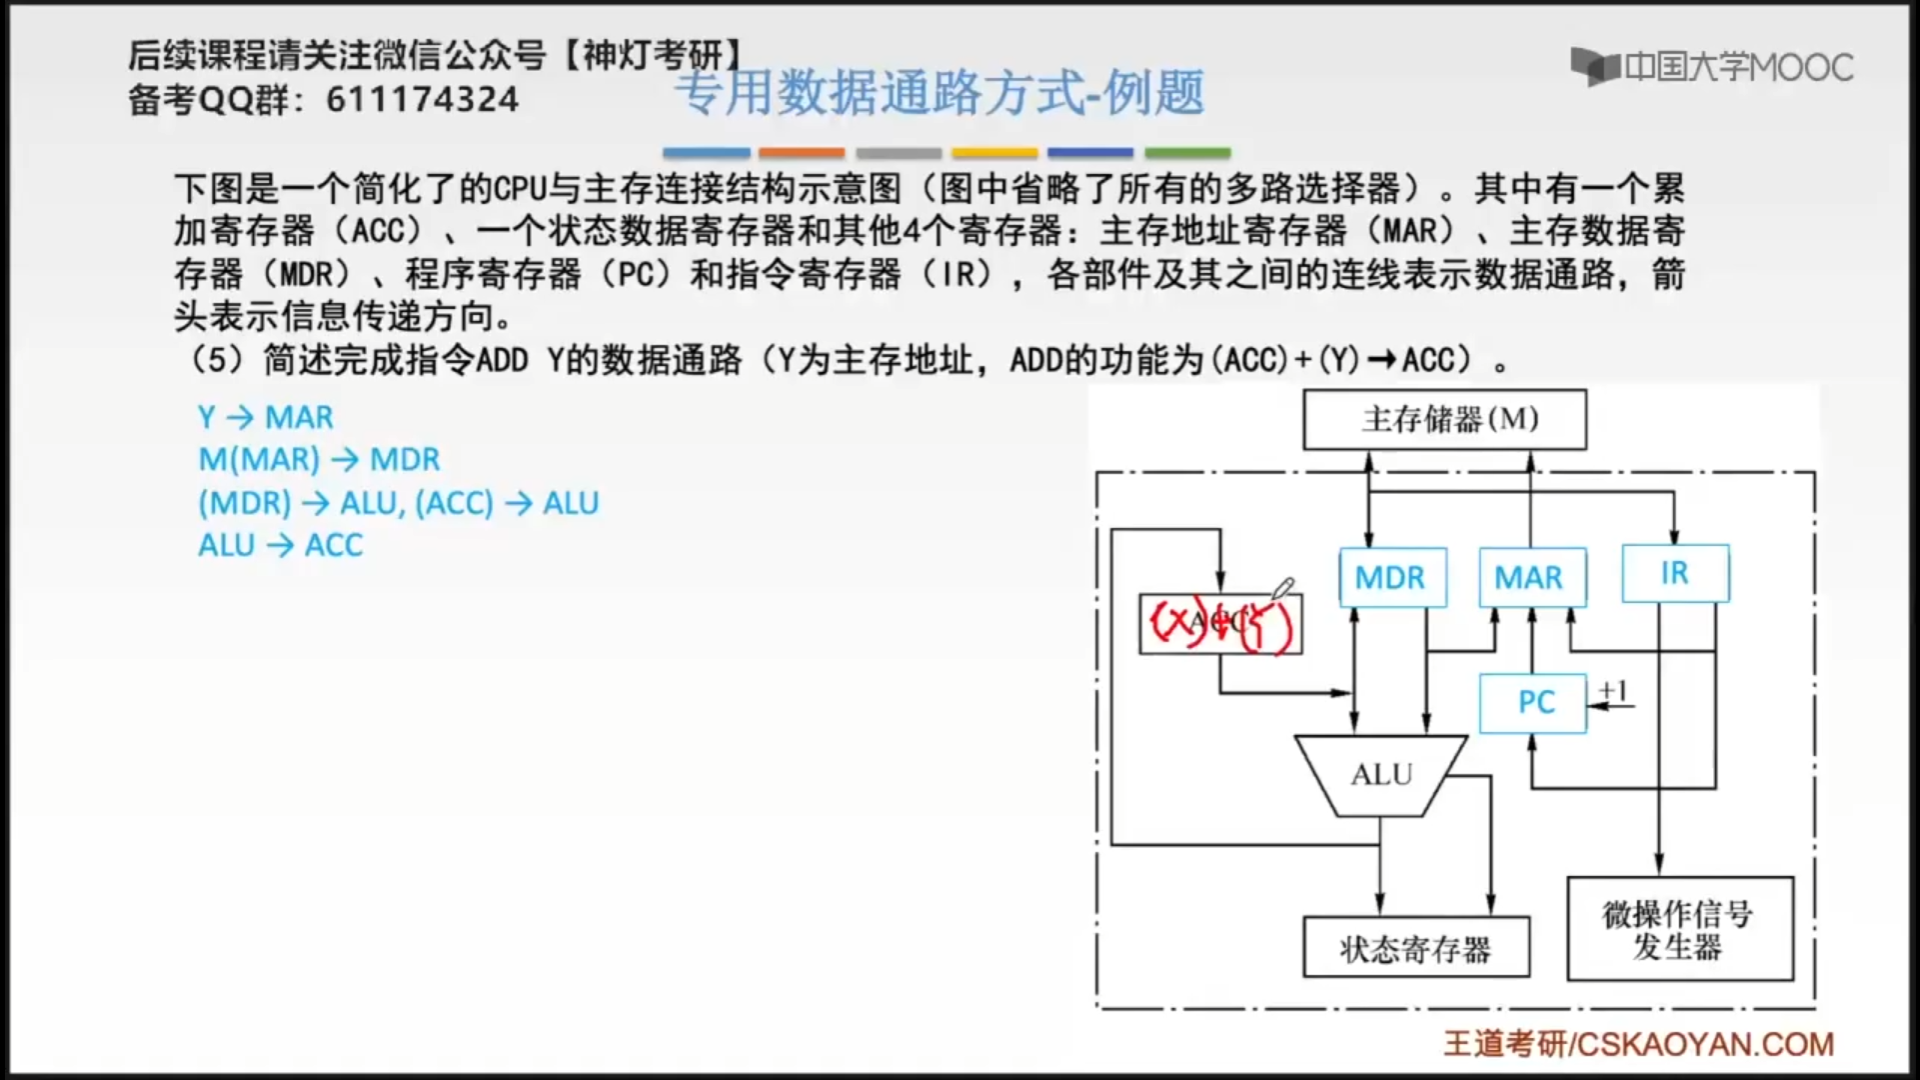 后续课程请关注微信公众号【神灯考研】
备考QQ群：611174324
中国大学MOOC
专用数据通路方式-例题
下图是一个简化了的CPU与主存连接结构示意图（图中省略了所有的多路选择器）。其中有一个累
加寄存器（ACC）、一个状态数据寄存器和其他4个寄存器：主存地址寄存器（MAR）、主存数据寄
存器（MDR）、程序寄存器（PC）和指令寄存器（IR），各部件及其之间的连线表示数据通路，箭
头表示信息传递方向。
（5）简述完成指令ADD Y的数据通路（Y为主存地址，ADD的功能为(ACC)+(Y)→ACC）。
Y → MAR
M(MAR) → MDR
(MDR) → ALU, (ACC) → ALU
ALU → ACC
主存储器(M)
MDR
MAR
IR
ACC
(X)+(Y)
PC
+1
ALU
状态寄存器
微操作信号
发生器
王道考研/CSKAOYAN.COM